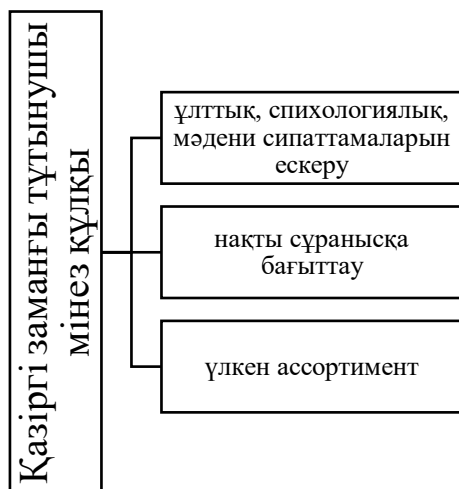 Қазіргі заманғы тұтынушы
мінез құлқы
ұлттық, спихологиялық,
мәдени сипаттамаларын
ескеру
нақты сұранысқа
бағыттау
үлкен ассортимент